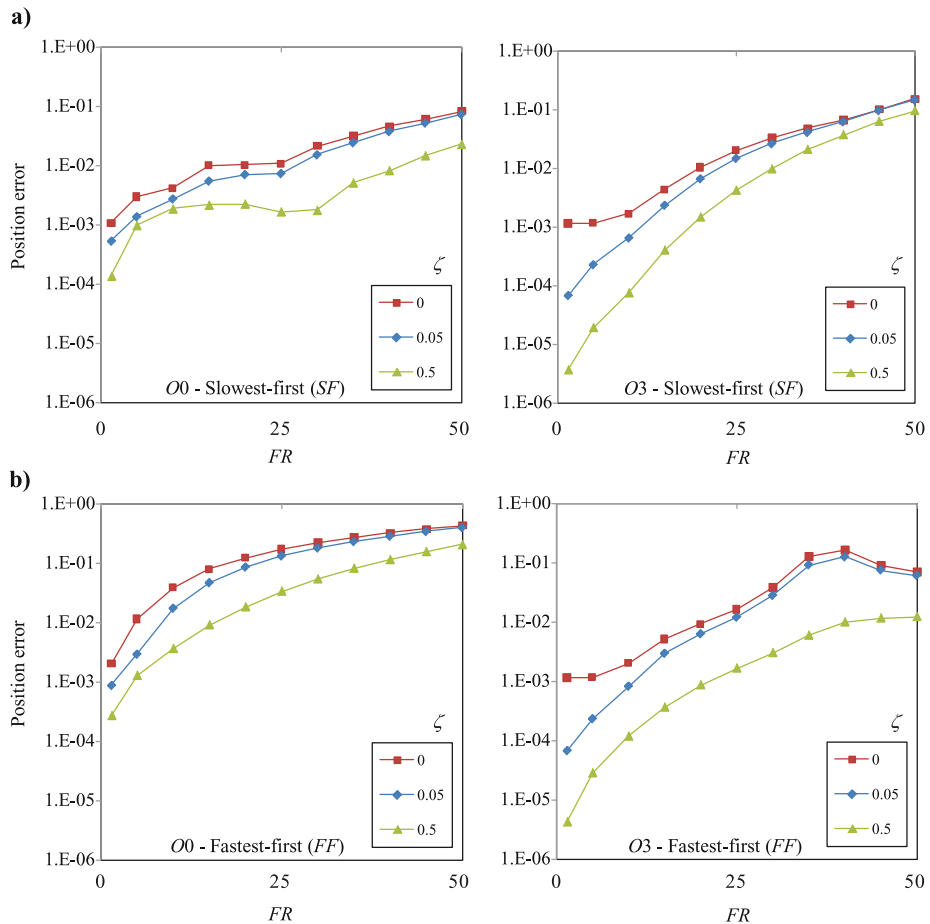 a)
1.E+00
1.E-01
1.E-02
1.E-03
1.E-04
1.E-05
1.E-06
Position error
ζ
0
0.05
0.5
O0 - Slowest-first (SF)
0 25 50
FR
1.E+00
1.E-01
1.E-02
1.E-03
1.E-04
1.E-05
1.E-06
ζ
0
0.05
0.5
O3 - Slowest-first (SF)
0 25 50
FR
b)
1.E+00
1.E-01
1.E-02
1.E-03
1.E-04
1.E-05
1.E-06
Position error
ζ
0
0.05
0.5
O0 - Fastest-first (FF)
0 25 50
FR
1.E+00
1.E-01
1.E-02
1.E-03
1.E-04
1.E-05
1.E-06
ζ
0
0.05
0.5
O3 - Fastest-first (FF)
0 25 50
FR